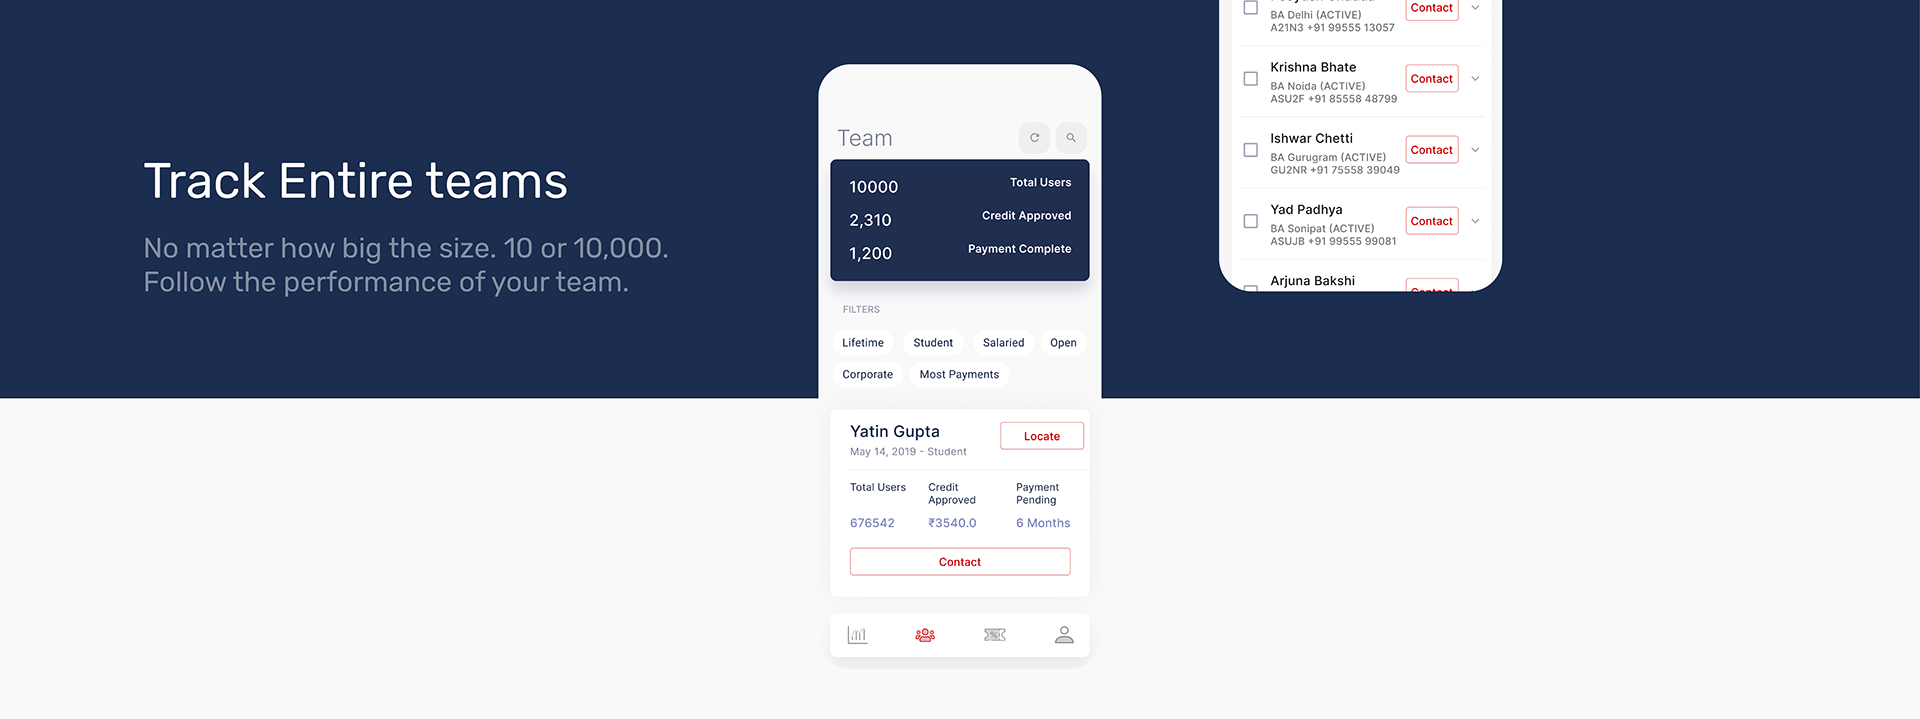 Track Entire teams
No matter how big the size. 10 or 10,000.
Follow the performance of your team.
Team
10000 Total Users
2,310 Credit Approved
1,200 Payment Complete
FILTERS
Lifetime Student Salaried Open
Corporate Most Payments
Yatin Gupta Locate
May 14, 2019 - Student
Total Users Credit Approved Payment Pending
676542 ₹3540.0 6 Months
Contact
Contact
BA Delhi (ACTIVE)
A21N3 +91 99555 13057
Krishna Bhate
Contact
BA Noida (ACTIVE)
ASU2F +91 85558 48799
Ishwar Chetti
Contact
BA Gurugram (ACTIVE)
GU2NR +91 75558 39049
Yad Padhya
Contact
BA Sonipat (ACTIVE)
ASUJB +91 99555 99081
Arjuna Bakshi
Contact